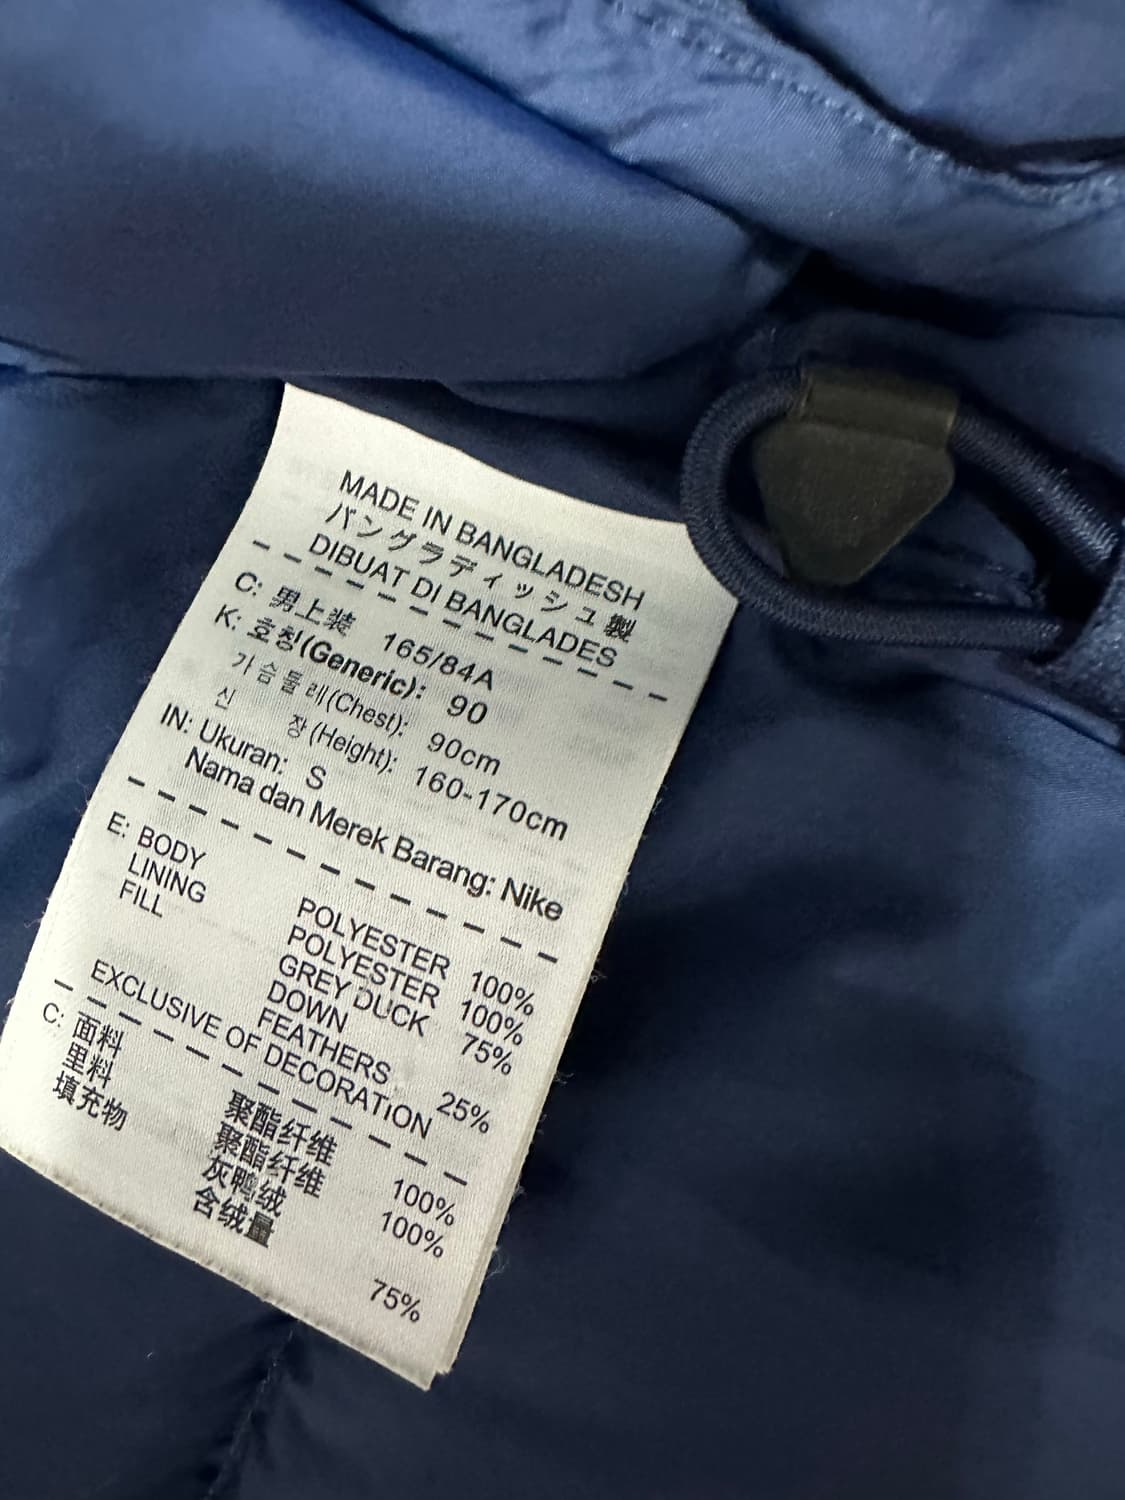 MADE IN BANGLADESH
バングラディッシュ製
DIBUAT DI BANGLADES
C: 男上装 165/84A
K: 호칭(Generic): 90
가슴둘레(Chest): 90cm
신 장(Height): 160-170cm
IN: Ukuran: S
Nama dan Merek Barang: Nike
E: BODY POLYESTER 100%
LINING POLYESTER 100%
FILL GREY DUCK 75%
DOWN
FEATHERS 25%
EXCLUSIVE OF DECORATION
C: 面料 聚酯纤维 100%
里料 聚酯纤维 100%
填充物 灰鸭绒
含绒量 75%